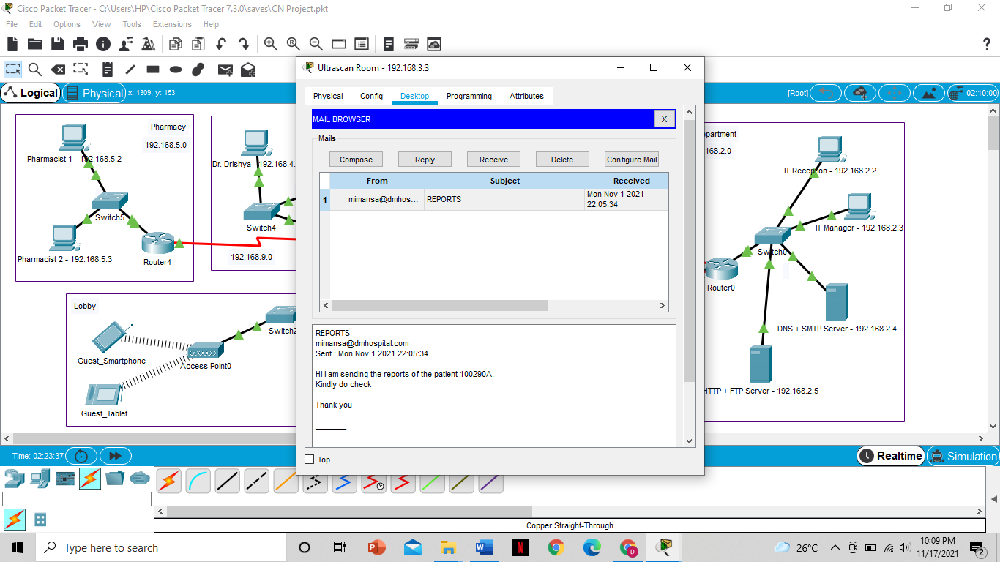 Cisco Packet Tracer - C:\Users\HP\Cisco Packet Tracer 7.3.0\saves\CN Project.pkt
File Edit Options View Tools Extensions Help
Logical
Physical
x: 1309, y: 153
[Root]
02:10:00
Pharmacy
192.168.5.0
Pharmacist 1 - 192.168.5.2
Switch5
Pharmacist 2 - 192.168.5.3
Router4
Dr. Drishya - 192.168.4.
Switch4
192.168.9.0
Lobby
Switch2
Guest_Smartphone
Access Point0
Guest_Tablet
Ultrascan Room - 192.168.3.3
Physical Config Desktop Programming Attributes
MAIL BROWSER
X
Mails
Compose Reply Receive Delete Configure Mail
From Subject Received
1 mimansa@dmhos... REPORTS Mon Nov 1 2021
22:05:34
REPORTS
mimansa@dmhospital.com
Sent : Mon Nov 1 2021 22:05:34
Hi I am sending the reports of the patient 100290A.
Kindly do check
Thank you
Top
epartment
68.2.0
IT Reception - 192.168.2.2
IT Manager - 192.168.2.3
Switch0
Router0
DNS + SMTP Server - 192.168.2.4
HTTP + FTP Server - 192.168.2.5
Time: 02:23:37
Realtime
Simulation
Copper Straight-Through
Type here to search
26°C
10:09 PM
11/17/2021
2